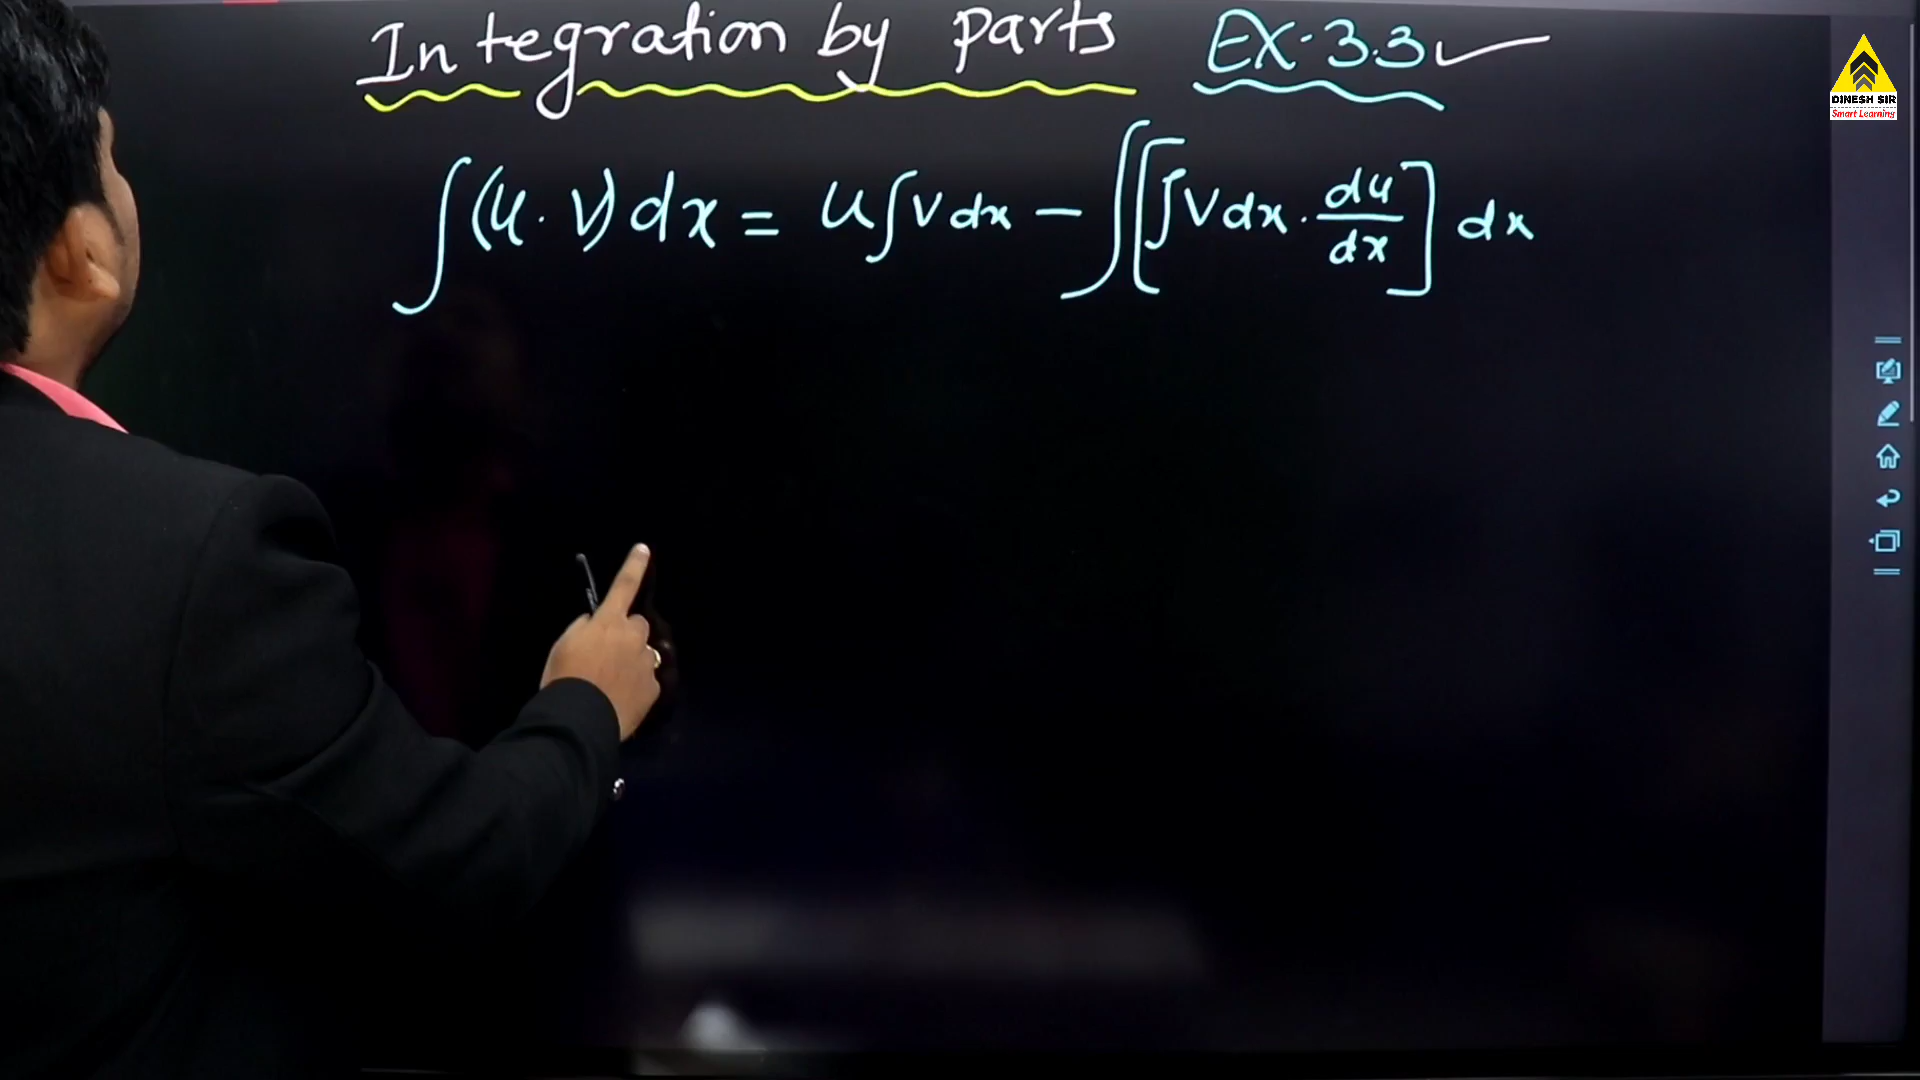 Integration by parts EX·3.3 ✓
∫(u·v)dx = u∫v dx − ∫[∫v dx · du/dx] dx
DINESH SIR
Smart Learning